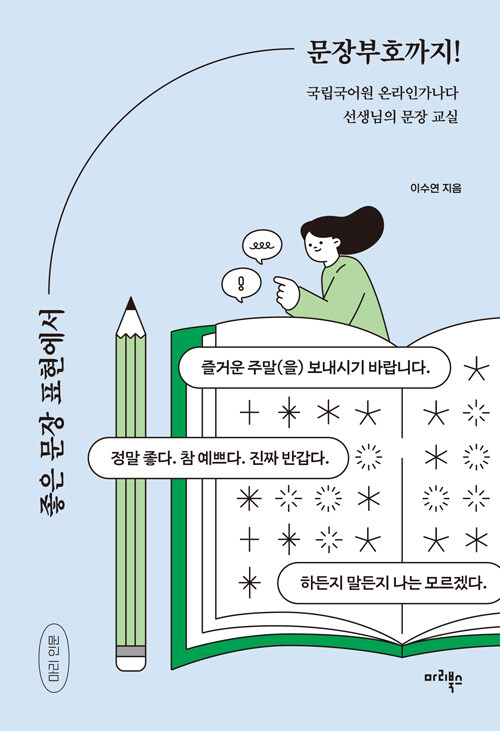 좋은 문장 표현에서
문장부호까지!
국립국어원 온라인가나다
선생님의 문장 교실
이수연 지음
!
즐거운 주말(을) 보내시기 바랍니다.
정말 좋다. 참 예쁘다. 진짜 반갑다.
하든지 말든지 나는 모르겠다.
마리 인문
마리북스